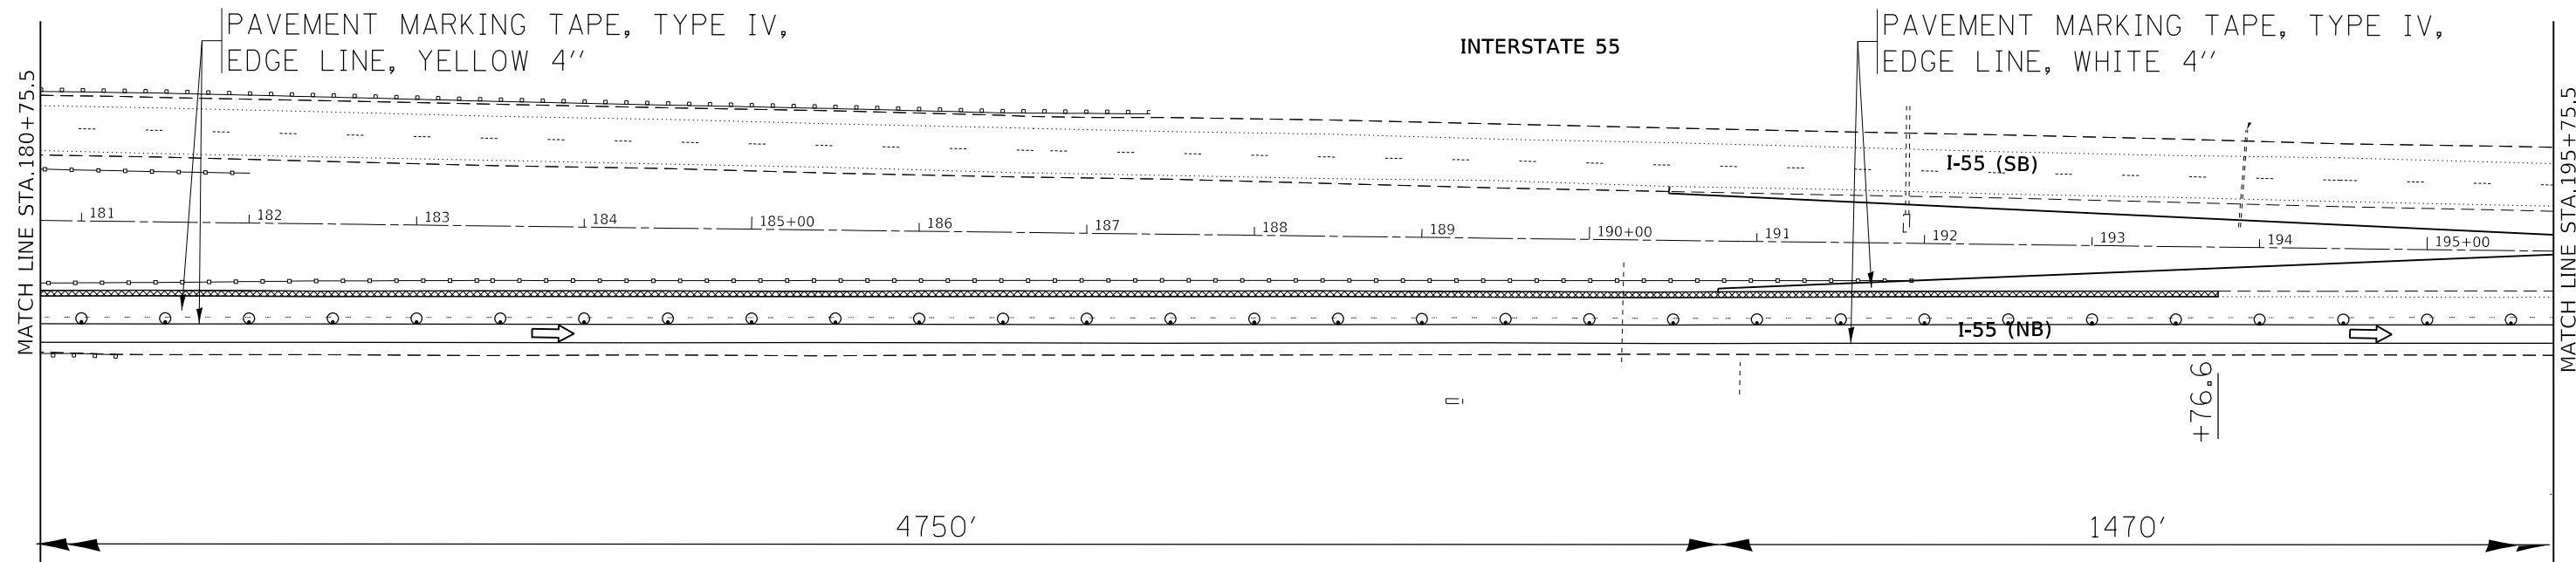 PAVEMENT MARKING TAPE, TYPE IV,
EDGE LINE, YELLOW 4''
INTERSTATE 55
PAVEMENT MARKING TAPE, TYPE IV,
EDGE LINE, WHITE 4''
MATCH LINE STA.180+75.5
MATCH LINE STA.195+75.5
I-55 (SB)
181
182
183
184
185+00
186
187
188
189
190+00
191
192
193
194
195+00
I-55 (NB)
+76.6
4750'
1470'